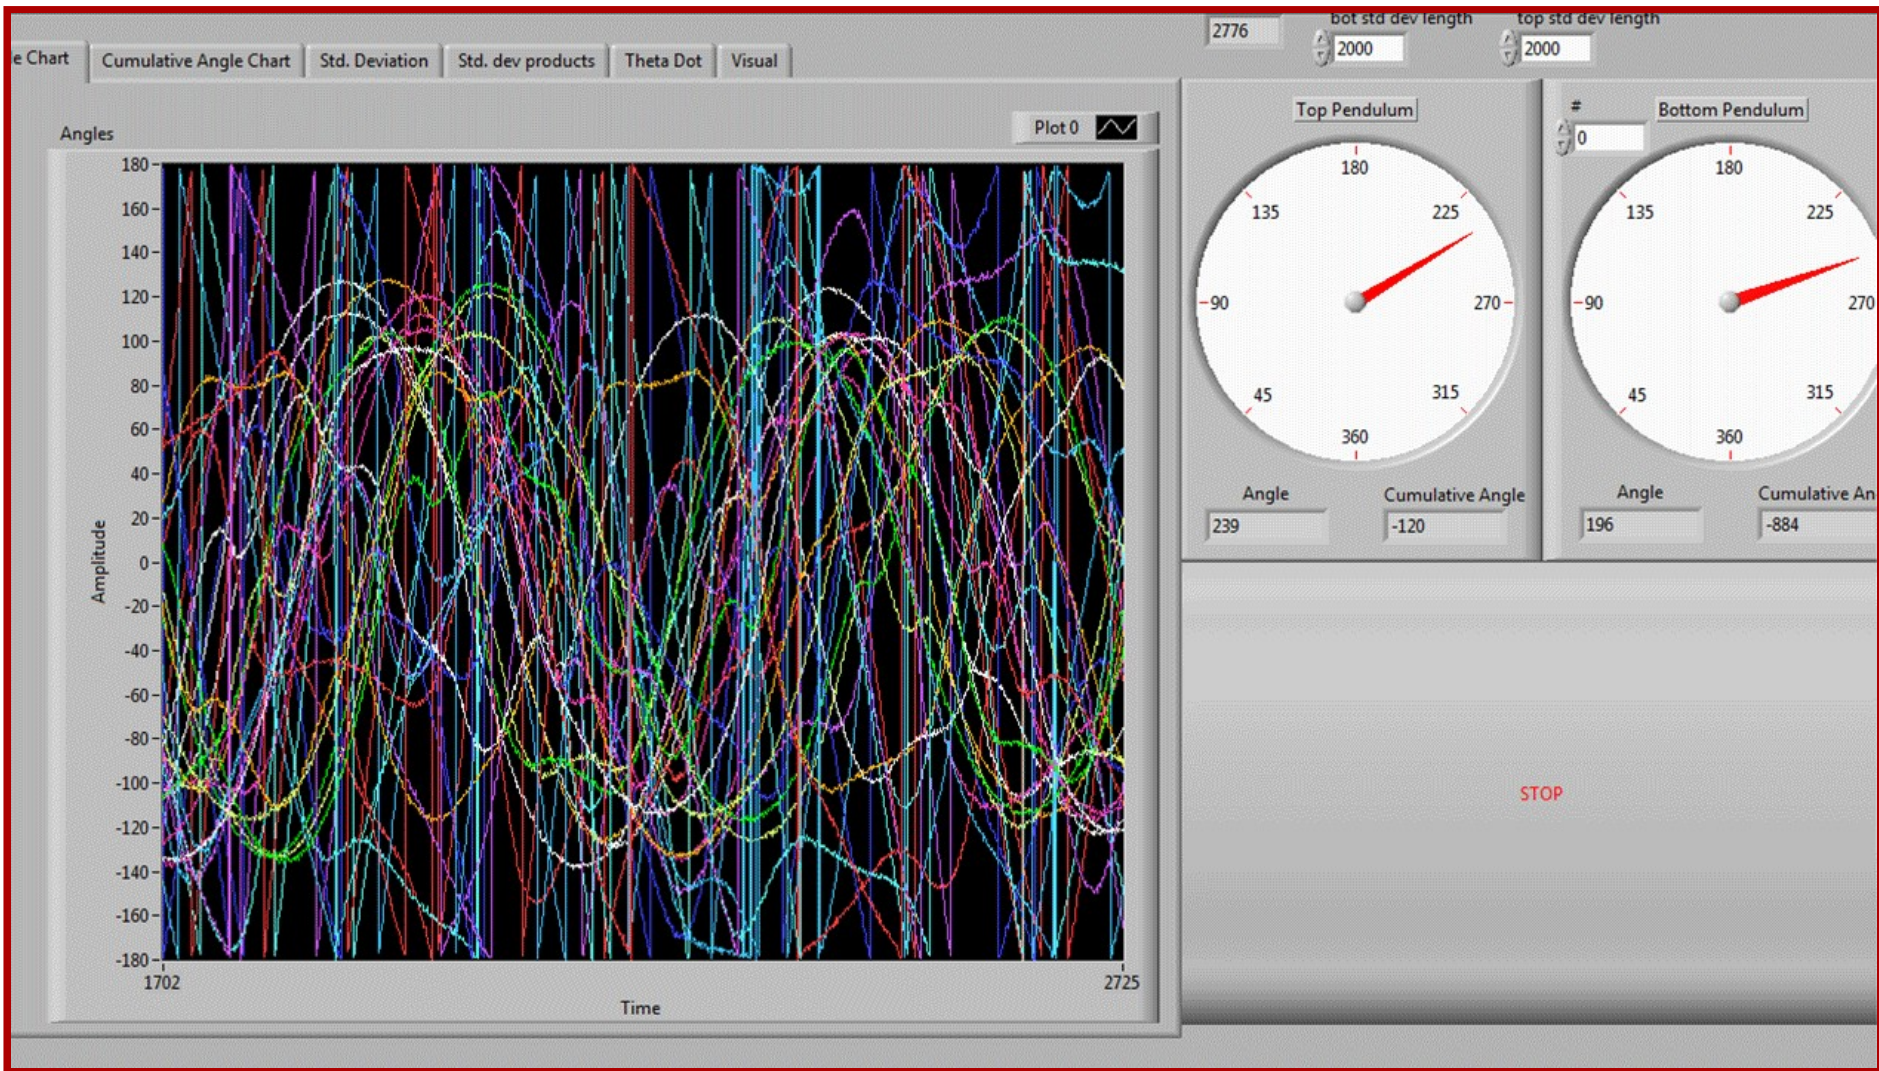 2776
bot std dev length
2000
top std dev length
2000
e Chart
Cumulative Angle Chart
Std. Deviation
Std. dev products
Theta Dot
Visual
Angles
Plot 0
180
160
140
120
100
80
60
40
20
0
-20
-40
-60
-80
-100
-120
-140
-160
-180
Amplitude
1702
2725
Time
Top Pendulum
180
135
225
90
270
45
315
360
Angle
239
Cumulative Angle
-120
#
0
Bottom Pendulum
180
135
225
90
270
45
315
360
Angle
196
Cumulative An
-884
STOP